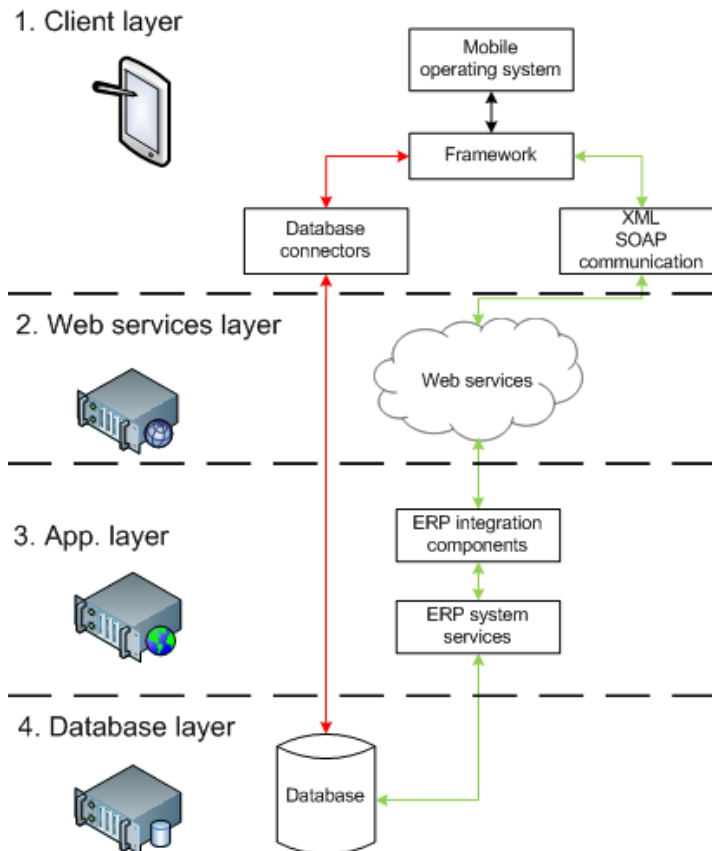 1. Client layer
Mobile
operating system
Framework
Database
connectors
XML
SOAP
communication
2. Web services layer
Web services
3. App. layer
ERP integration
components
ERP system
services
4. Database layer
Database